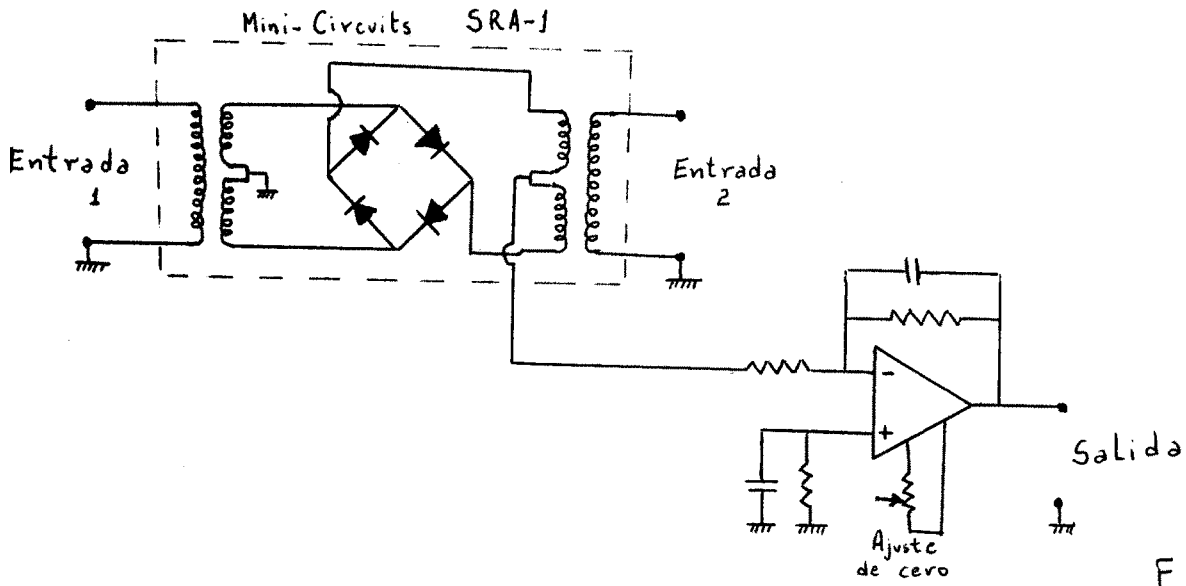 Mini-Circuits SRA-1
Entrada
1
Entrada
2
-
+
Salida
Ajuste
de cero
F